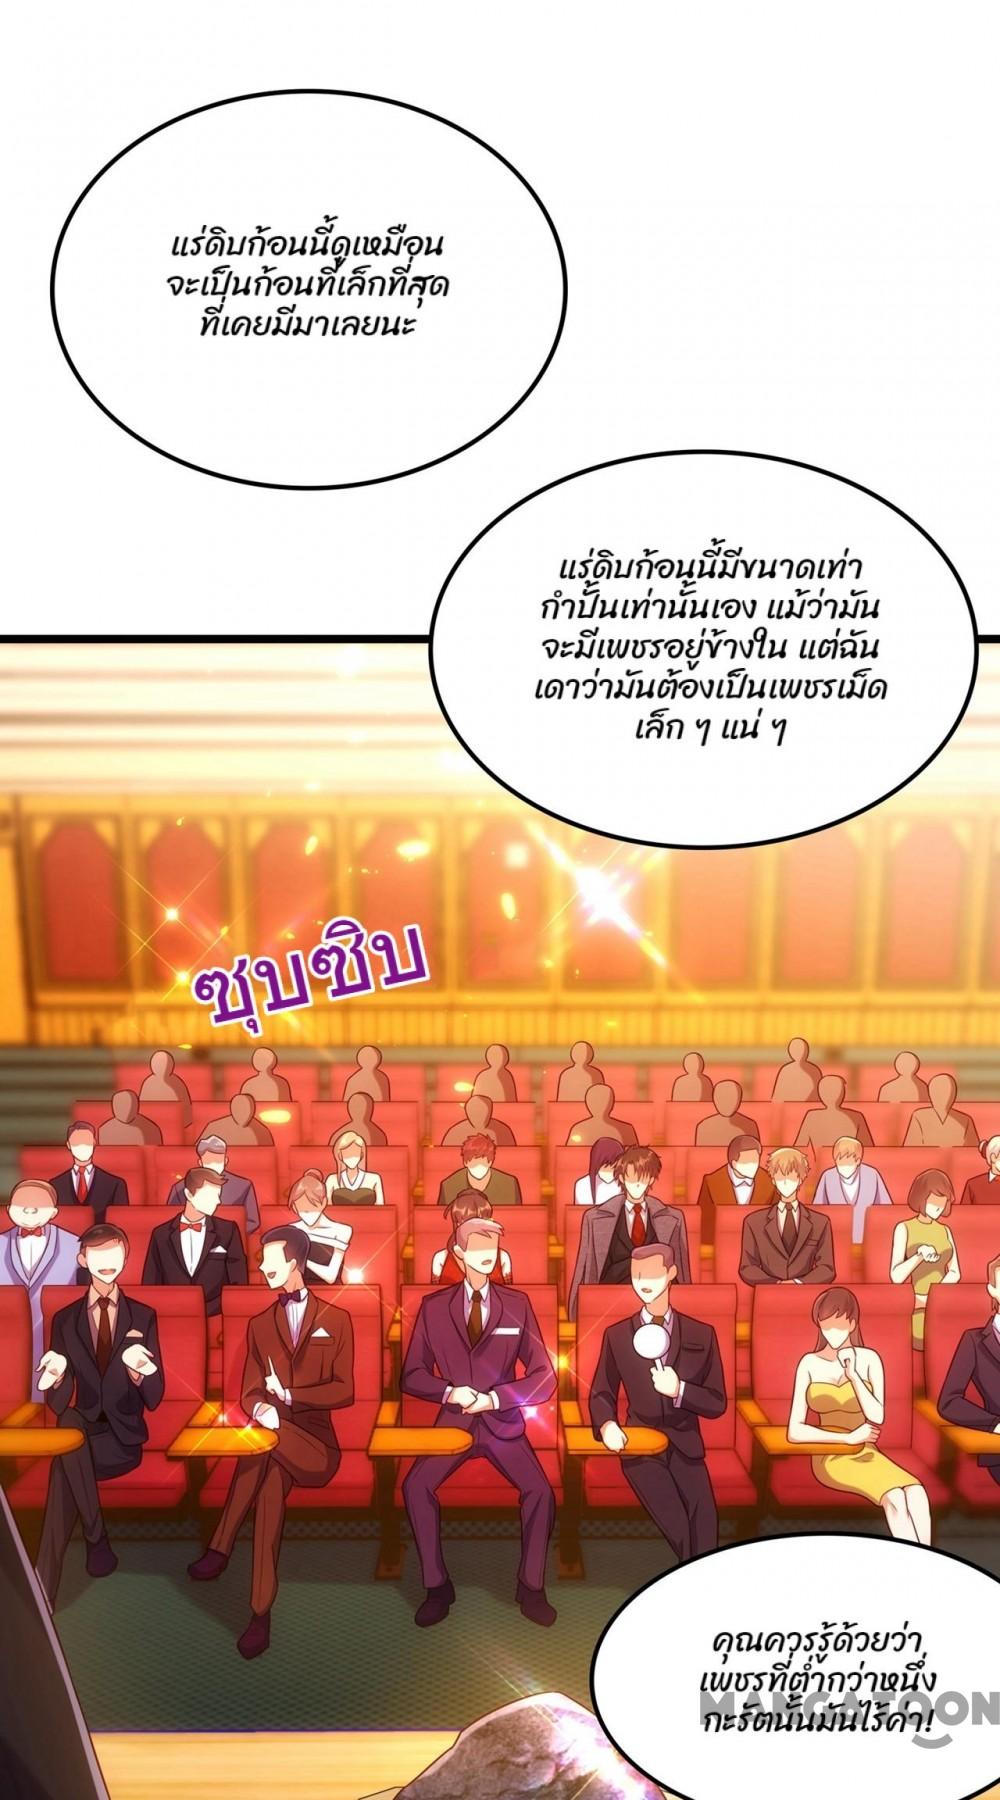 แร่ดิบก้อนนี้ดูเหมือน
จะเป็นก้อนที่เล็กที่สุด
ที่เคยมีมาเลยนะ
แร่ดิบก้อนนี้มีขนาดเท่า
กำปั้นเท่านั้นเอง แม้ว่ามัน
จะมีเพชรอยู่ข้างใน แต่ฉัน
เดาว่ามันต้องเป็นเพชรเม็ด
เล็ก ๆ แน่ ๆ
ซุบซิบ
คุณควรรู้ด้วยว่า
เพชรที่ต่ำกว่าหนึ่ง
กะรัตนั้นมันไร้ค่า!
MANGATOON